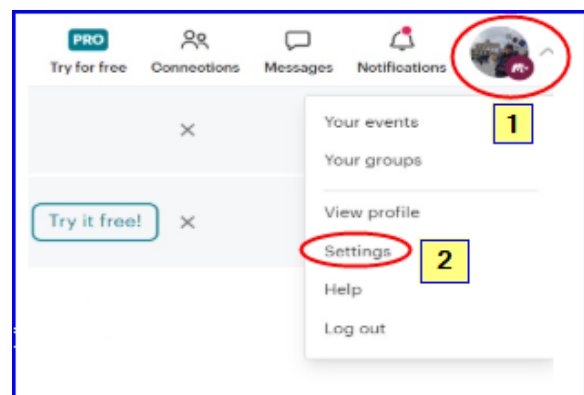 PRO
Try for free Connections Messages Notifications
Your events
1
Your groups
Try it free!
View profile
Settings
2
Help
Log out